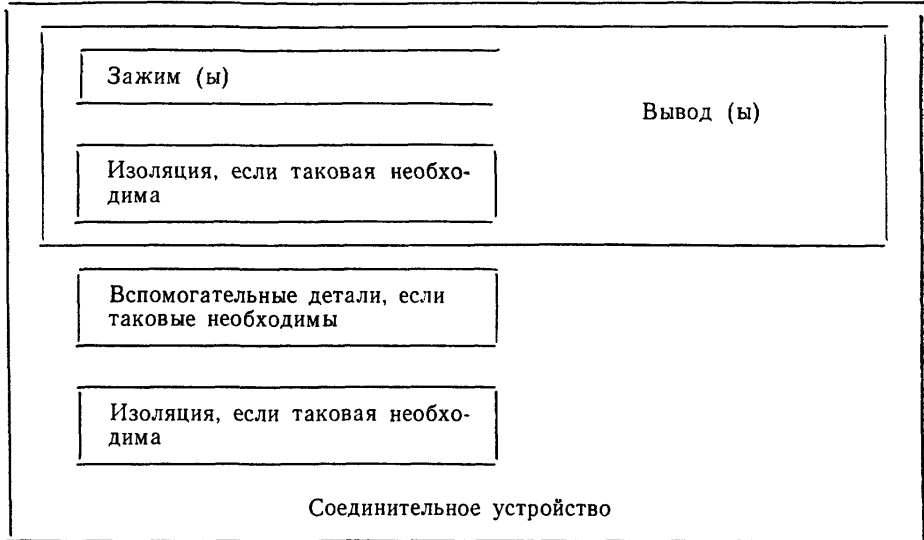 Зажим (ы)
Вывод (ы)
Изоляция, если таковая необхо-
дима
Вспомогательные детали, если
таковые необходимы
Изоляция, если таковая необхо-
дима
Соединительное устройство